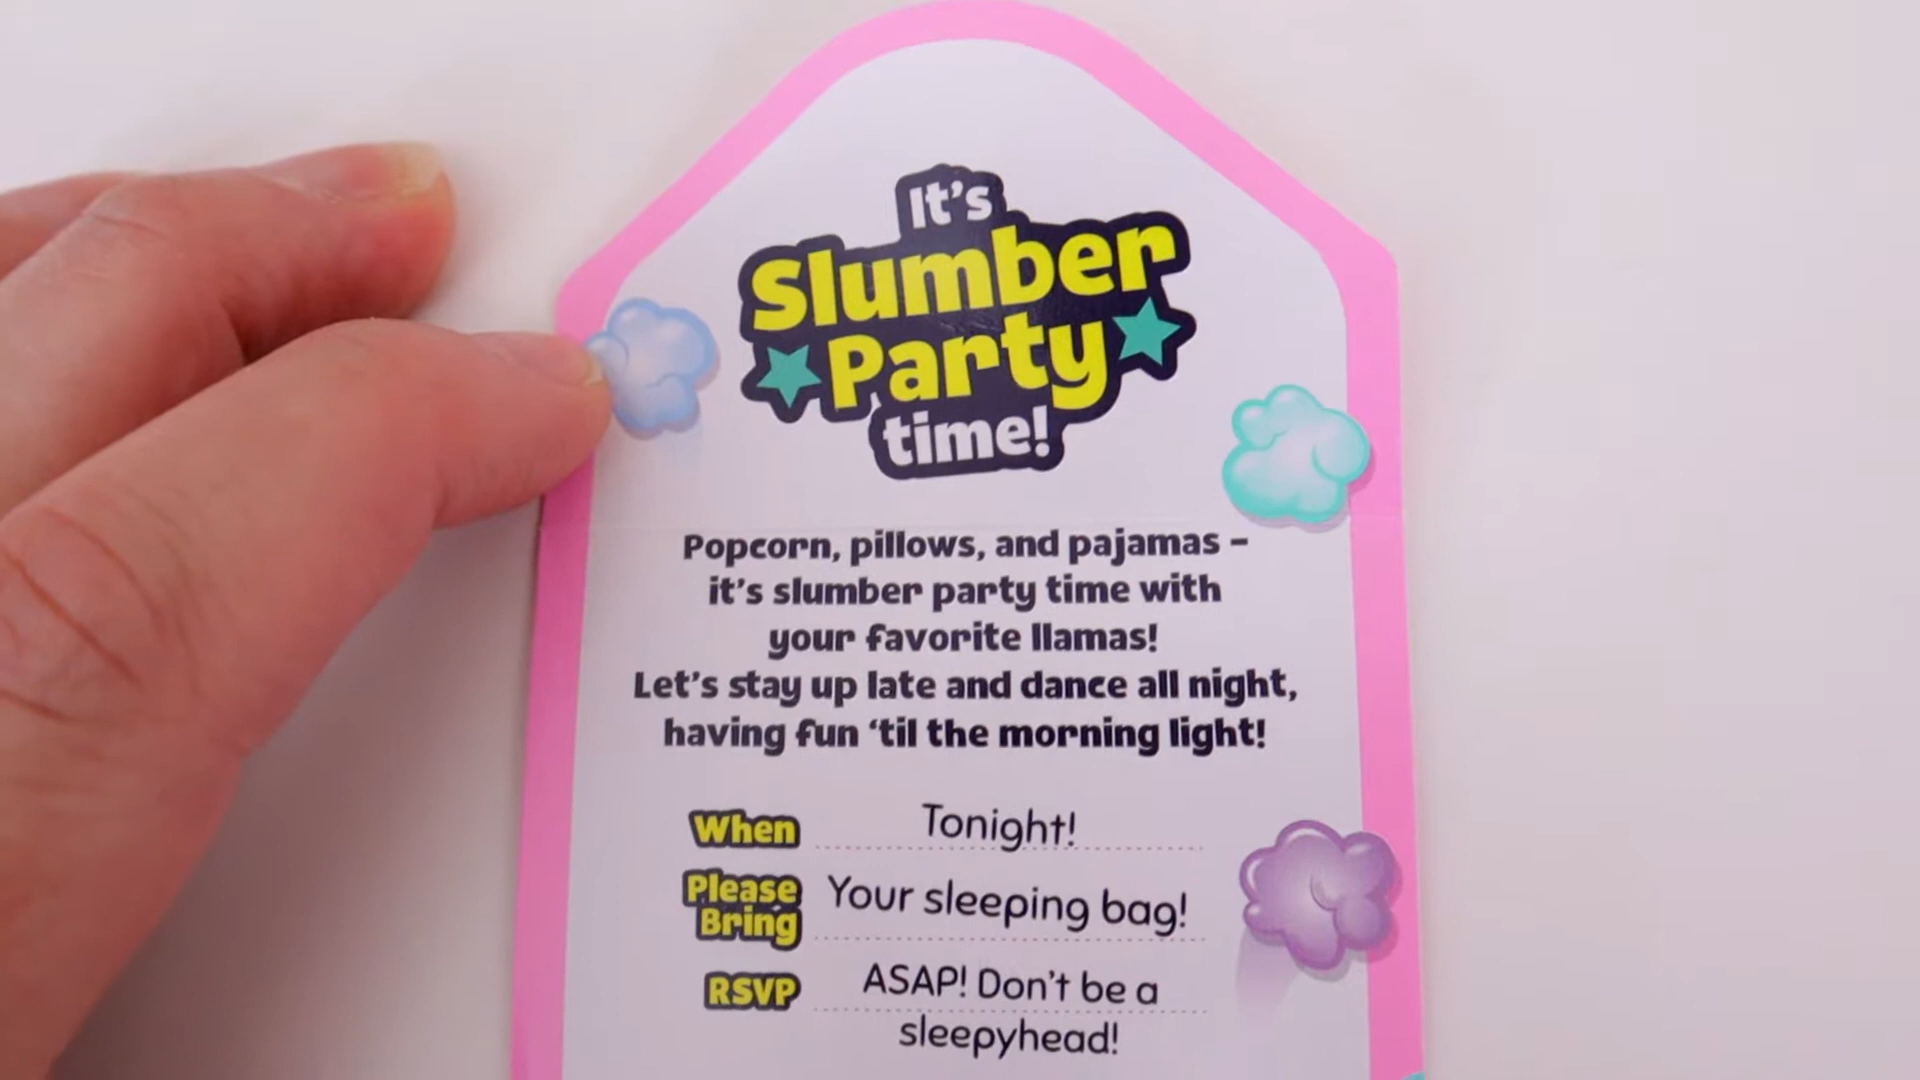 It's
Slumber
Party
time!
Popcorn, pillows, and pajamas –
it's slumber party time with
your favorite llamas!
Let's stay up late and dance all night,
having fun ‘til the morning light!
When Tonight!
Please Bring Your sleeping bag!
RSVP ASAP! Don't be a
sleepyhead!